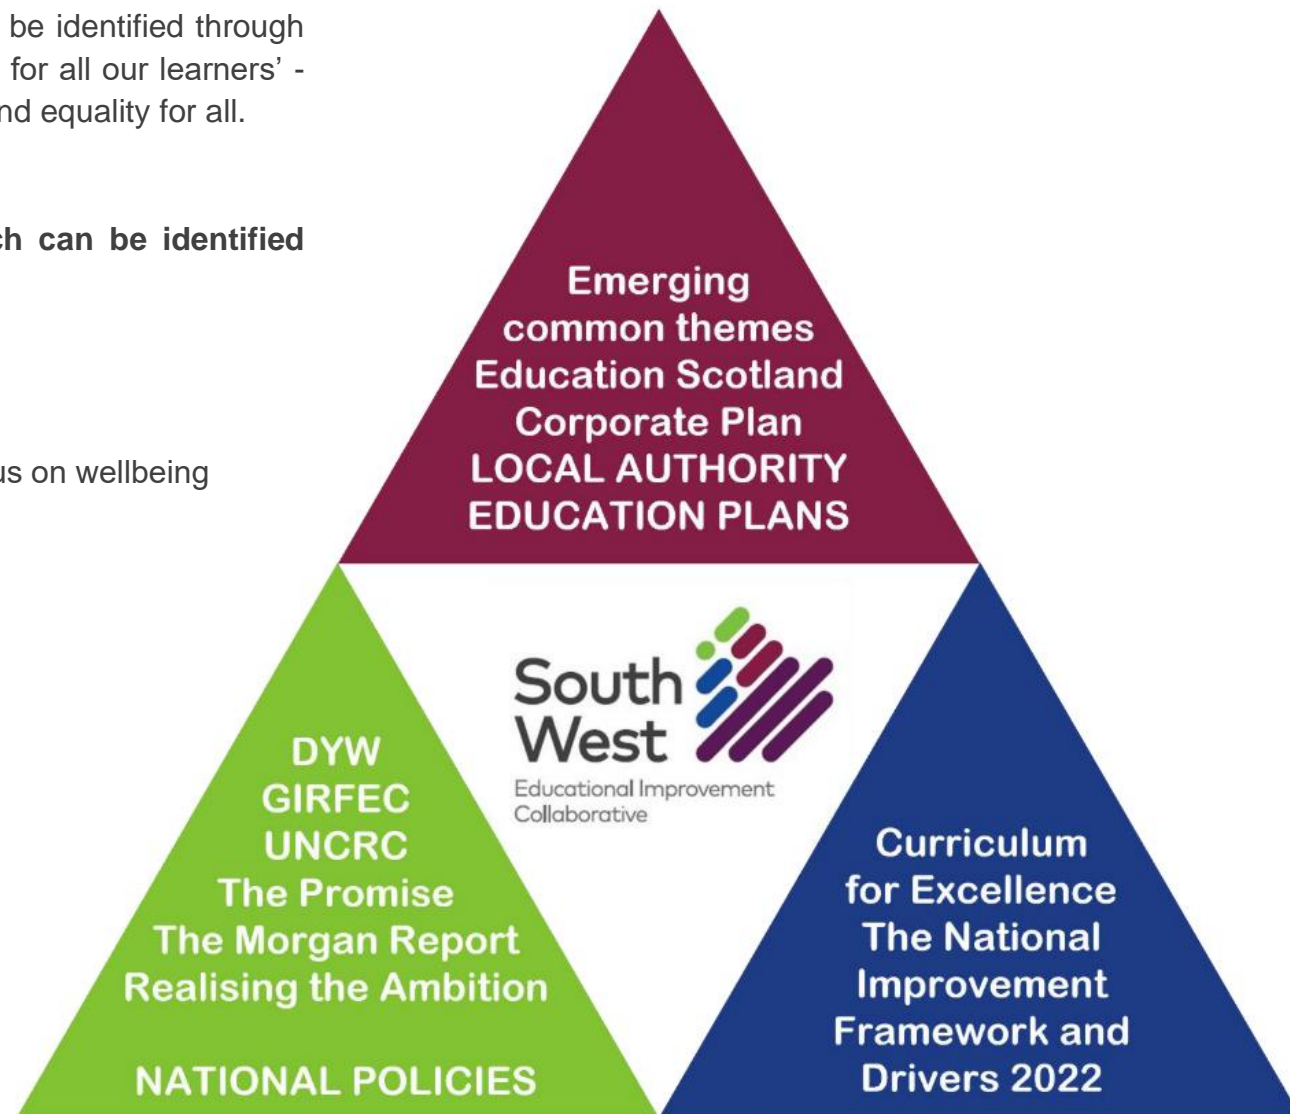 be identified through
for all our learners’ -
nd equality for all.
ch can be identified
us on wellbeing
Emerging
common themes
Education Scotland
Corporate Plan
LOCAL AUTHORITY
EDUCATION PLANS
South
West
Educational Improvement
Collaborative
DYW
GIRFEC
UNCRC
The Promise
The Morgan Report
Realising the Ambition
NATIONAL POLICIES
Curriculum
for Excellence
The National
Improvement
Framework and
Drivers 2022